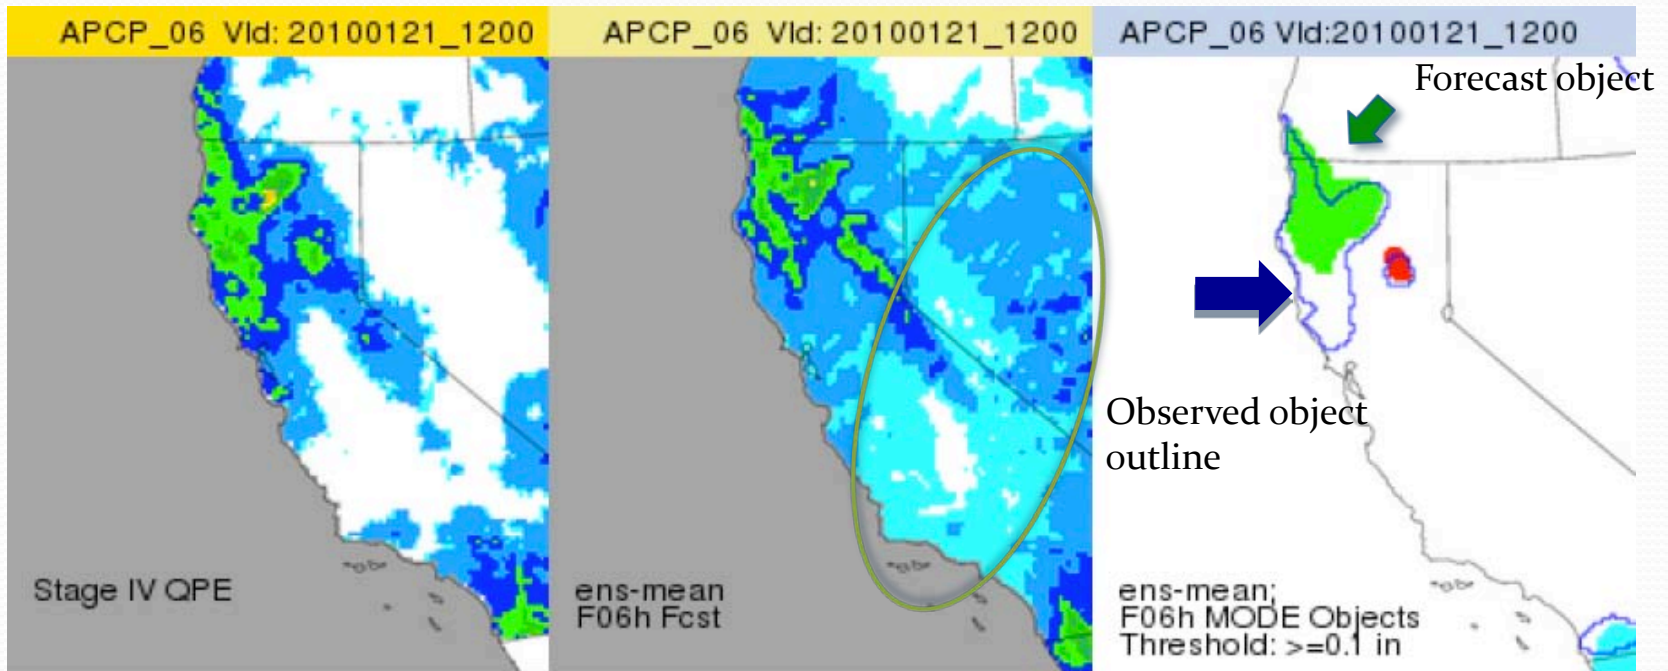 APCP_06 Vld: 20100121_1200
Stage IV QPE
APCP_06 Vld: 20100121_1200
ens-mean
F06h Fcst
APCP_06 Vld:20100121_1200
Forecast object
Observed object
outline
ens-mean;
F06h MODE Objects
Threshold: >=0.1 in